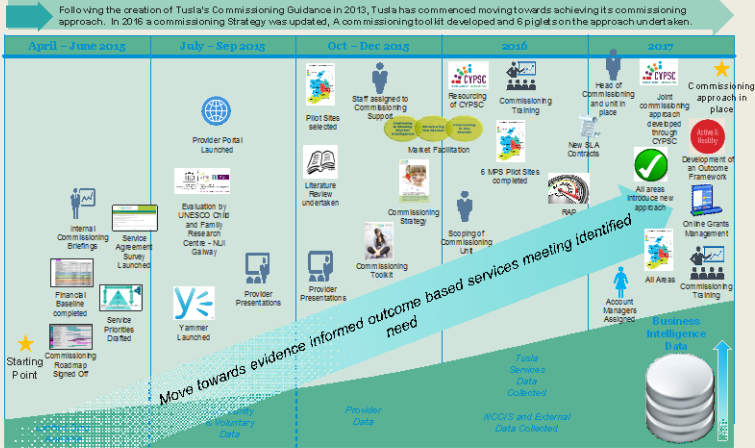 Following the creation of Tusla's Commissioning Guidance in 2013, Tusla has commenced moving towards achieving its commissioning
approach. In 2016 a commissioning Strategy was updated, A commissioning toolkit developed and 6 piglets on the approach undertaken.
April – June 2015
July – Sep 2015
Oct – Dec 2015
2016
2017
Starting
Point
Internal
Commissioning
Briefings
Service
Agreement
Survey
Launched
Financial
Baseline
completed
Service
Priorities
Drafted
Commissioning
Roadmap
Signed Off
Provider Portal
Launched
Evaluation by
UNESCO Child
and Family
Research
Centre – NUI
Galway
Provider
Presentations
Yammer
Launched
Pilot Sites
selected
Staff assigned to
Commissioning
Support
Market Facilitation
Literature
Review
undertaken
Commissioning
Strategy
Commissioning
Toolkit
Provider
Presentations
CYPSC
Resourcing
of CYPSC
Commissioning
Training
6 MPS Pilot Sites
completed
RAP
Scoping of
Commissioning
Unit
Head of
Commissioning
and unit in
place
New SLA
Contracts
All areas
Introduce new
approach
All Areas
Account
Managers
Assigned
CYPSC
Joint
commissioning
approach
developed
through
CYPSC
Commissioning
approach in
place
Active &
Healthy
Development of
an Outcome
Framework
Online Grants
Management
Commissioning
Training
Move towards evidence informed outcome based services meeting identified
need
Business
Intelligence
Data
& Voluntary
Data
Provider
Data
Tusla
Services
Data
Collected
NCCIS and External
Data Collected